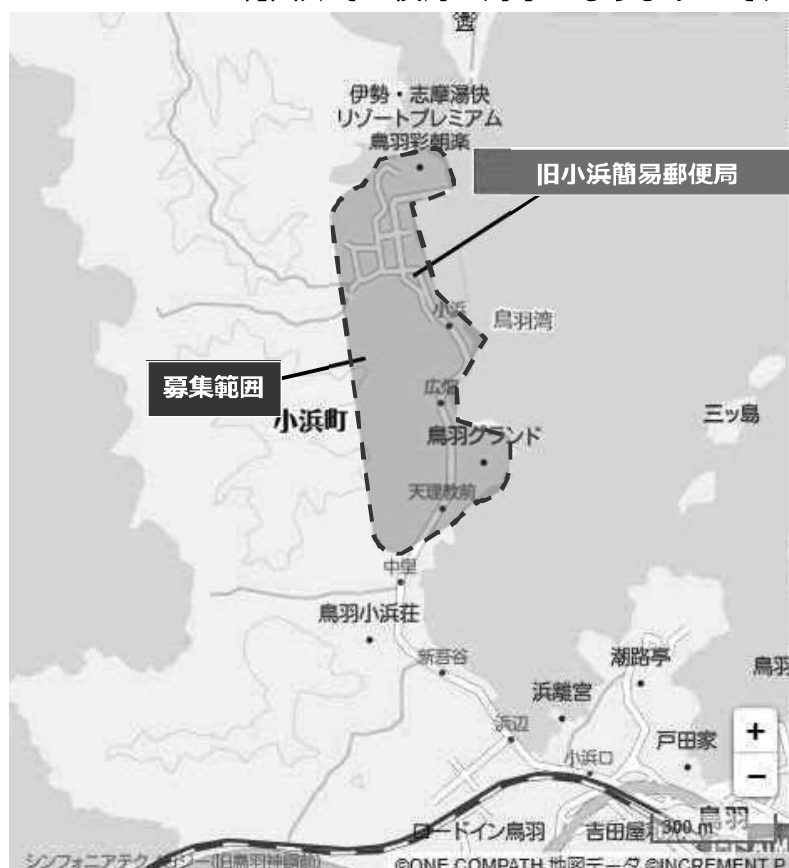 伊勢・志摩湯快
リゾートプレミアム
鳥羽彩朝楽
旧小浜簡易郵便局
小浜
鳥羽湾
募集範囲
広畑
三ッ島
小浜町
鳥羽グランド
天理教前
中里
鳥羽小浜荘
新吾谷
潮路亭
鳥羽
浜離宮
浜辺
戸田家
+
小浜口
−
ロードイン鳥羽
吉田屋
300 m
鳥羽
©ONE COMPATH 地図データ ©INCREMENT P